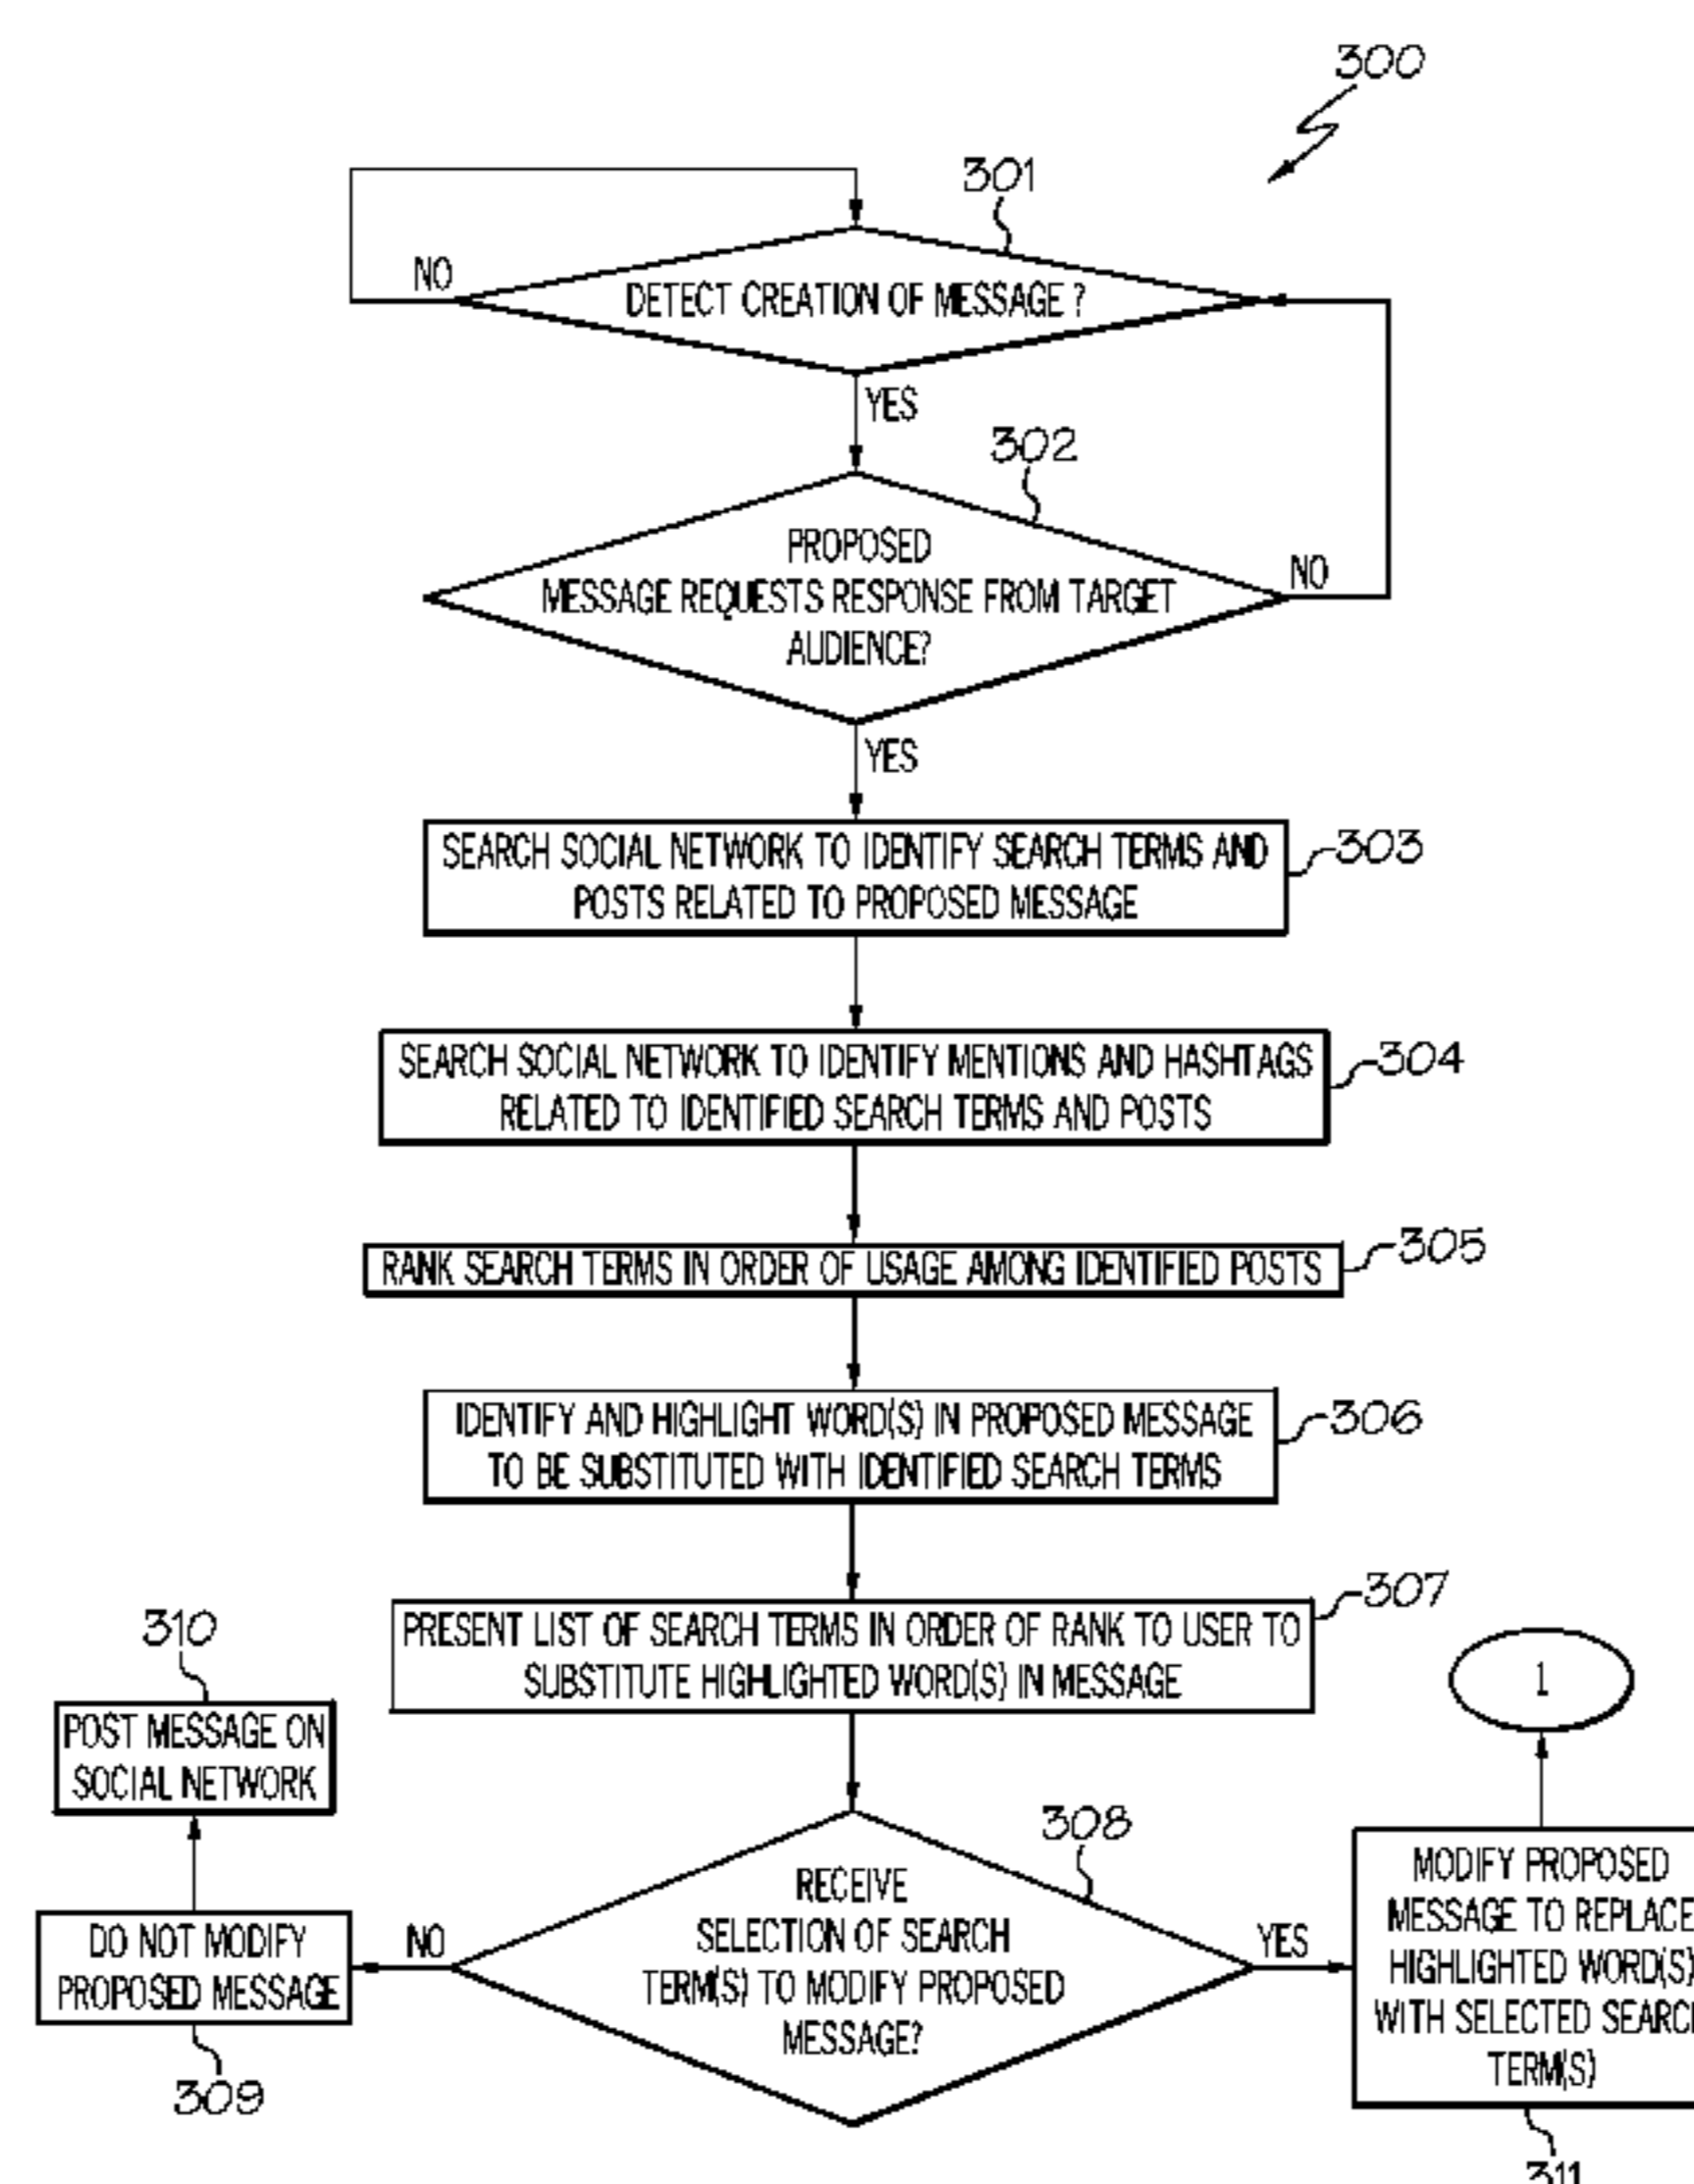 300
301
NO
DETECT CREATION OF MESSAGE ?
YES
302
PROPOSED
MESSAGE REQUESTS RESPONSE FROM TARGET
AUDIENCE?
NO
YES
SEARCH SOCIAL NETWORK TO IDENTIFY SEARCH TERMS AND
POSTS RELATED TO PROPOSED MESSAGE
303
SEARCH SOCIAL NETWORK TO IDENTIFY MENTIONS AND HASHTAGS
RELATED TO IDENTIFIED SEARCH TERMS AND POSTS
304
RANK SEARCH TERMS IN ORDER OF USAGE AMONG IDENTIFIED POSTS
305
IDENTIFY AND HIGHLIGHT WORD(S) IN PROPOSED MESSAGE
TO BE SUBSTITUTED WITH IDENTIFIED SEARCH TERMS
306
PRESENT LIST OF SEARCH TERMS IN ORDER OF RANK TO USER TO
SUBSTITUTE HIGHLIGHTED WORD(S) IN MESSAGE
307
310
POST MESSAGE ON
SOCIAL NETWORK
1
308
RECEIVE
SELECTION OF SEARCH
TERM(S) TO MODIFY PROPOSED
MESSAGE?
NO
YES
DO NOT MODIFY
PROPOSED MESSAGE
309
MODIFY PROPOSED
MESSAGE TO REPLACE
HIGHLIGHTED WORD(S)
WITH SELECTED SEARCH
TERM(S)
311